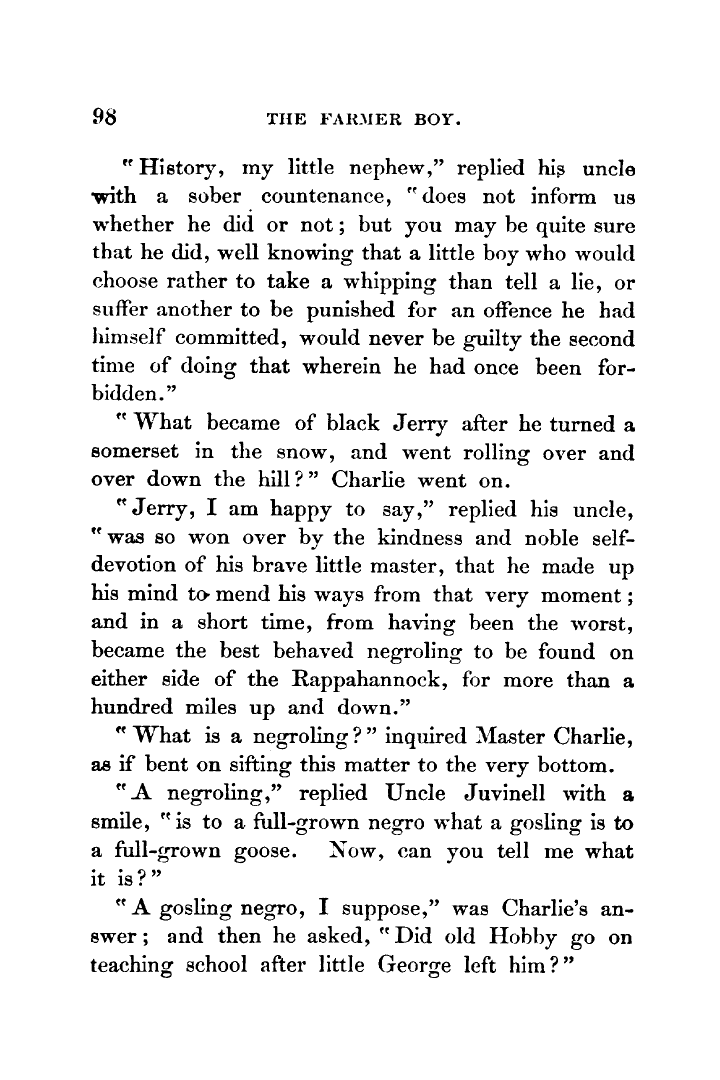 98 THE FARMER BOY.
"History, my little nephew," replied his uncle
with a sober countenance, "does not inform us
whether he did or not; but you may be quite sure
that he did, well knowing that a little boy who would
choose rather to take a whipping than tell a lie, or
suffer another to be punished for an offence he had
himself committed, would never be guilty the second
time of doing that wherein he had once been for-
bidden."
"What became of black Jerry after he turned a
somerset in the snow, and went rolling over and
over down the hill?" Charlie went on.
"Jerry, I am happy to say," replied his uncle,
"was so won over by the kindness and noble self-
devotion of his brave little master, that he made up
his mind to mend his ways from that very moment;
and in a short time, from having been the worst,
became the best behaved negroling to be found on
either side of the Rappahannock, for more than a
hundred miles up and down."
"What is a negroling?" inquired Master Charlie,
as if bent on sifting this matter to the very bottom.
"A negroling," replied Uncle Juvinell with a
smile, "is to a full-grown negro what a gosling is to
a full-grown goose. Now, can you tell me what
it is?"
"A gosling negro, I suppose," was Charlie's an-
swer; and then he asked, "Did old Hobby go on
teaching school after little George left him?"